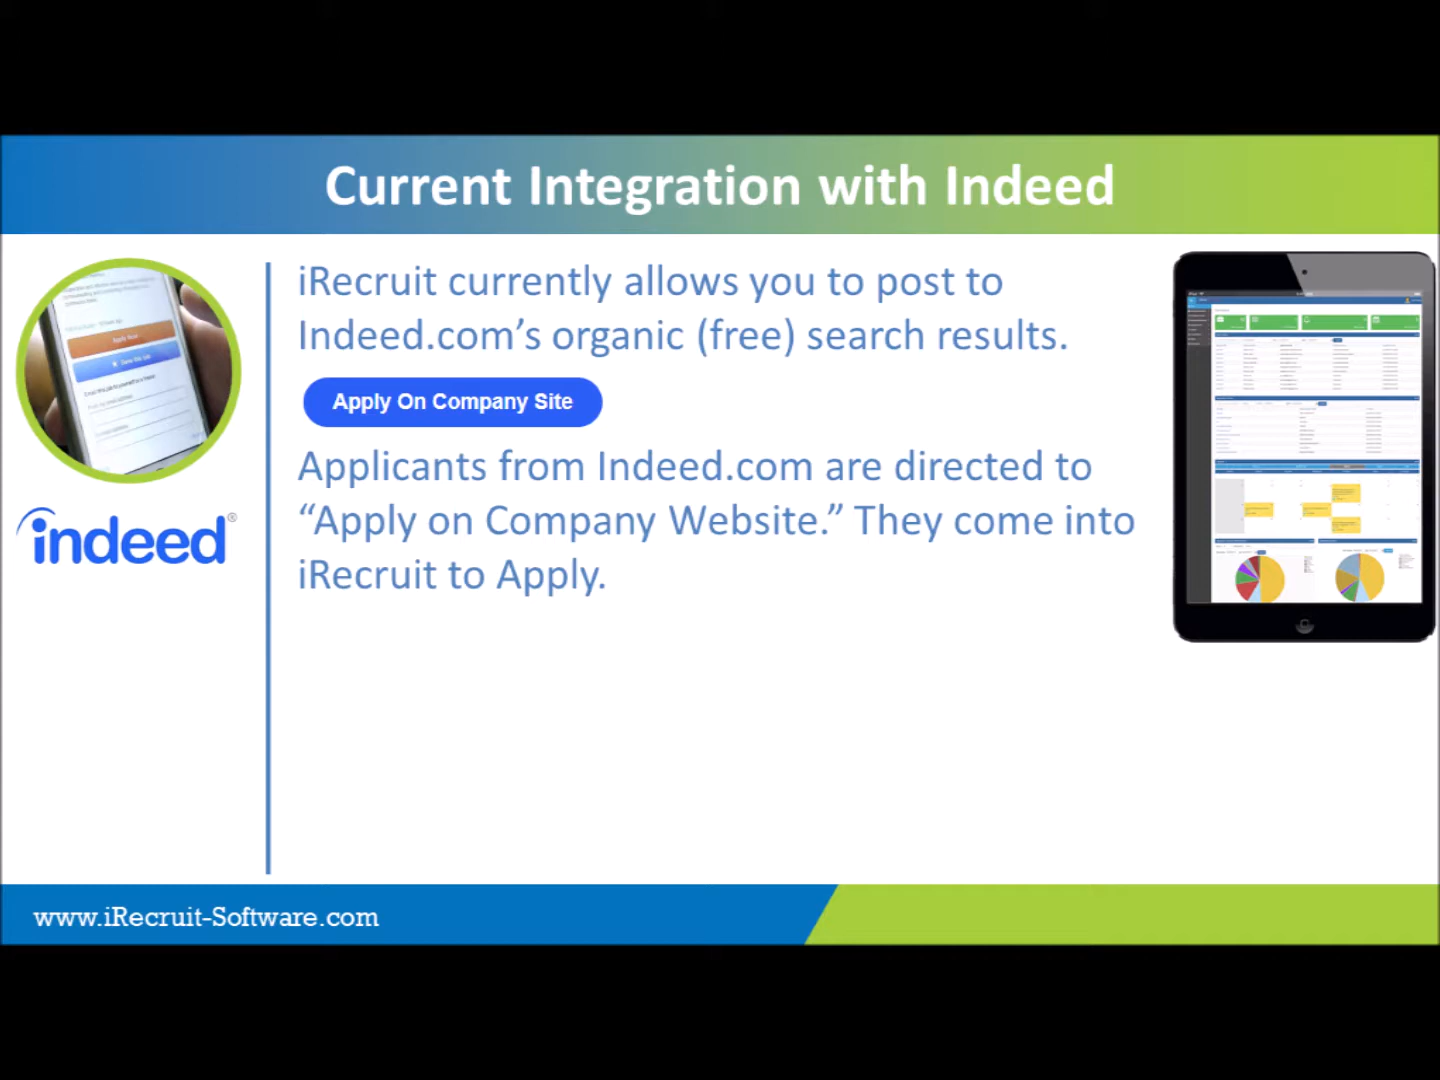 Current Integration with Indeed
iRecruit currently allows you to post to
Indeed.com’s organic (free) search results.
Apply On Company Site
Applicants from Indeed.com are directed to
“Apply on Company Website.” They come into
iRecruit to Apply.
Apply Now
indeed®
www.iRecruit-Software.com